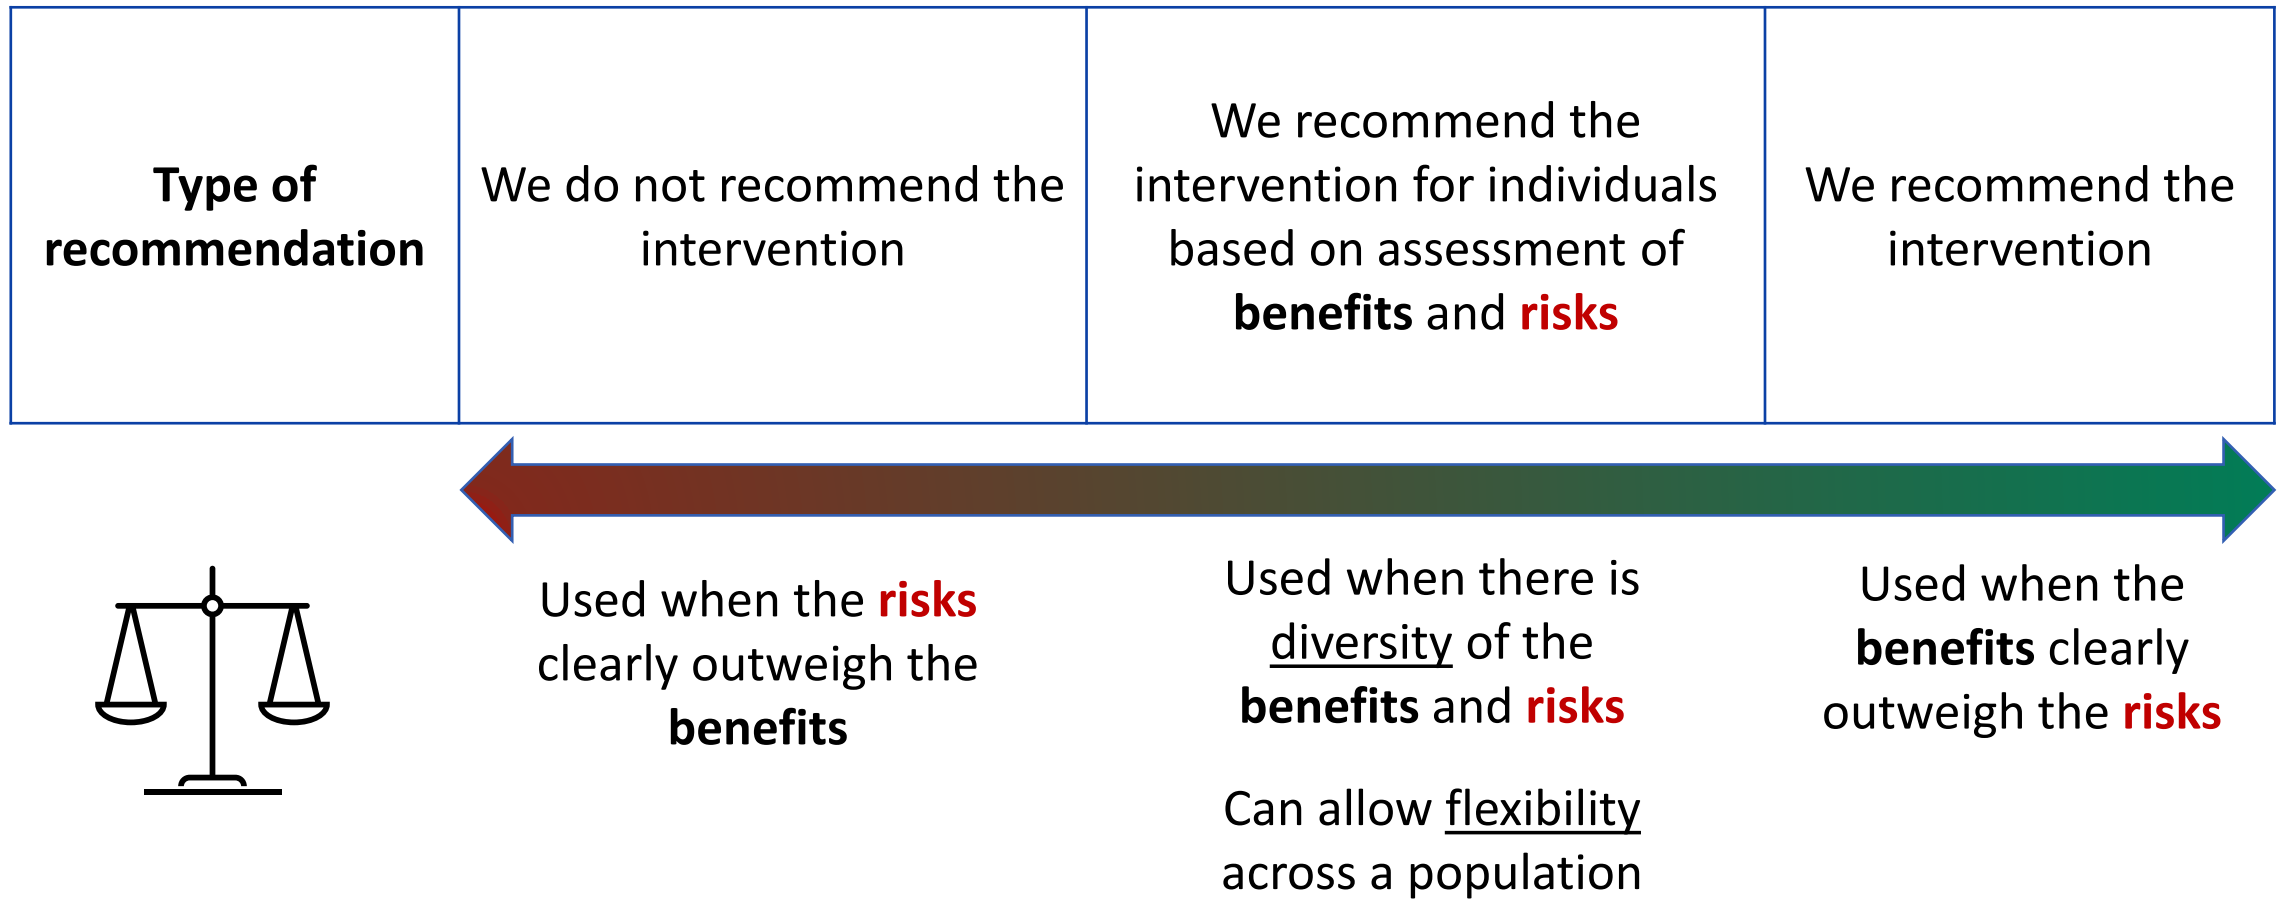 Type of
recommendation
We do not recommend the
intervention
We recommend the
intervention for individuals
based on assessment of
benefits and risks
We recommend the
intervention
Used when the risks
clearly outweigh the
benefits
Used when there is
diversity of the
benefits and risks
Can allow flexibility
across a population
Used when the
benefits clearly
outweigh the risks